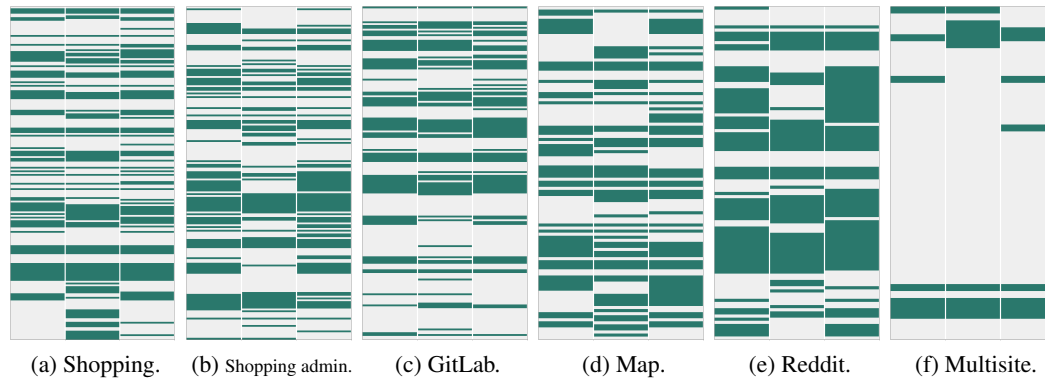 (a) Shopping. (b) Shopping admin. (c) GitLab. (d) Map. (e) Reddit. (f) Multisite.